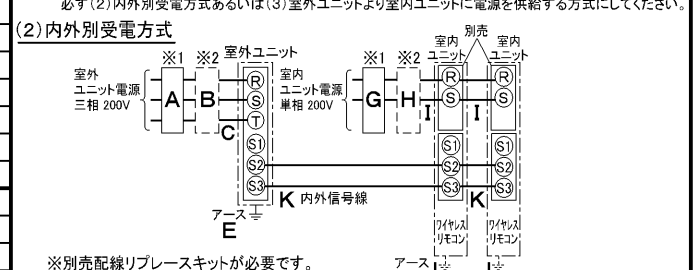 必ず(2)内外別受電方式あるいは(3)室外ユニットより室内ユニットに電源を供給する方式にしてください。
(2)内外別受電方式
※1 ※2 室外ユニット
室外
ユニット電源
三相 200V
A B C
R
S
T
S1
S2
S3
アース
E
K 内外信号線
※1 ※2
室内
ユニット電源
単相 200V
G H I I
別売
室内
ユニット
室内
ユニット
R
S
S1
S2
S3
R
S
S1
S2
S3
K
ワイヤレス
リモコン
ワイヤレス
リモコン
アース
※別売配線リプレースキットが必要です。